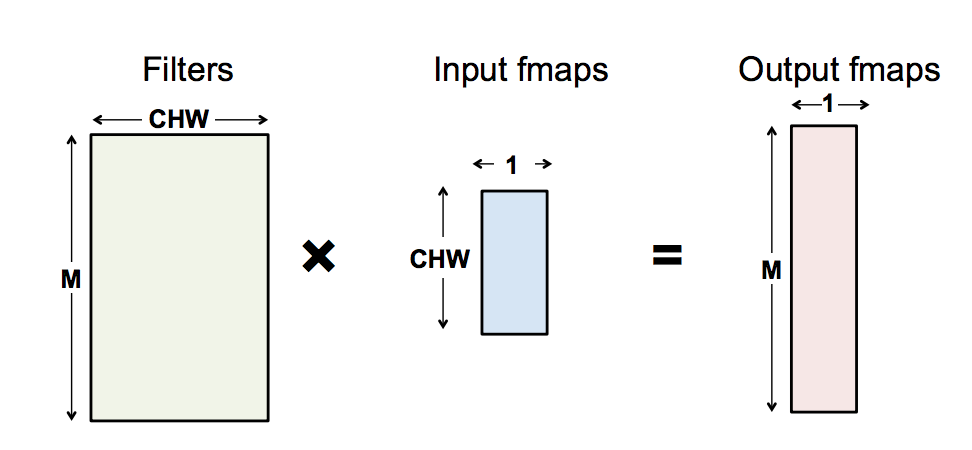 Filters
Input fmaps
Output fmaps
CHW
1
1
M
CHW
M